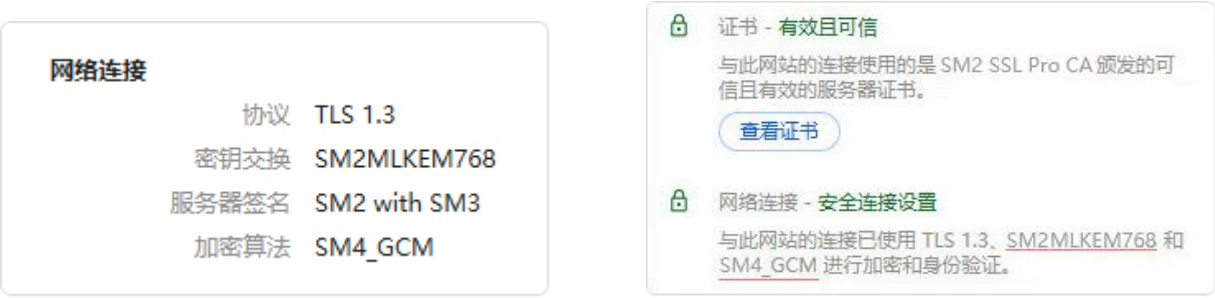 网络连接
协议 TLS 1.3
密钥交换 SM2MLKEM768
服务器签名 SM2 with SM3
加密算法 SM4_GCM
证书 - 有效且可信
与此网站的连接使用的是 SM2 SSL Pro CA 颁发的可
信且有效的服务器证书。
查看证书
网络连接 - 安全连接设置
与此网站的连接已使用 TLS 1.3、SM2MLKEM768 和
SM4_GCM 进行加密和身份验证。